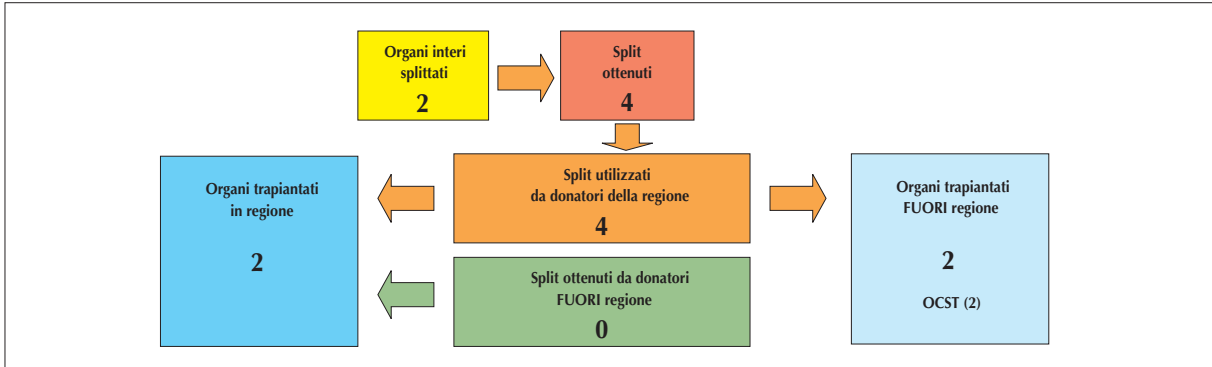 Organi interi
splittati
2
Split
ottenuti
4
Organi trapiantati
in regione
2
Split utilizzati
da donatori della regione
4
Split ottenuti da donatori
FUORI regione
0
Organi trapiantati
FUORI regione
2
OCST (2)